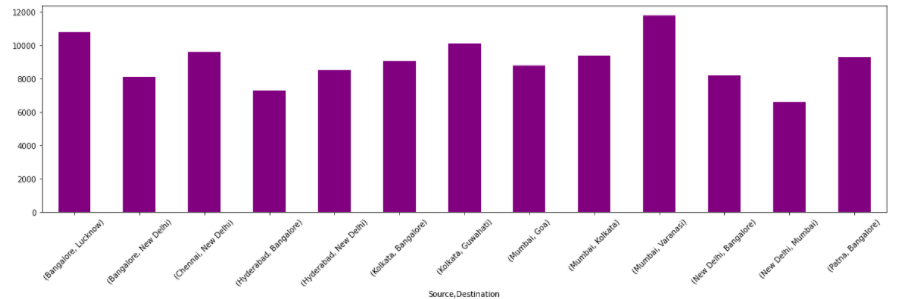 12000
10000
8000
6000
4000
2000
0
(Bangalore, Lucknow)
(Bangalore, New Delhi)
(Chennai, New Delhi)
(Hyderabad, Bangalore)
(Hyderabad, New Delhi)
(Kolkata, Bangalore)
(Kolkata, Guwahati)
(Mumbai, Goa)
(Mumbai, Kolkata)
(Mumbai, Varanasi)
(New Delhi, Bangalore)
(New Delhi, Mumbai)
(Patna, Bangalore)
Source,Destination